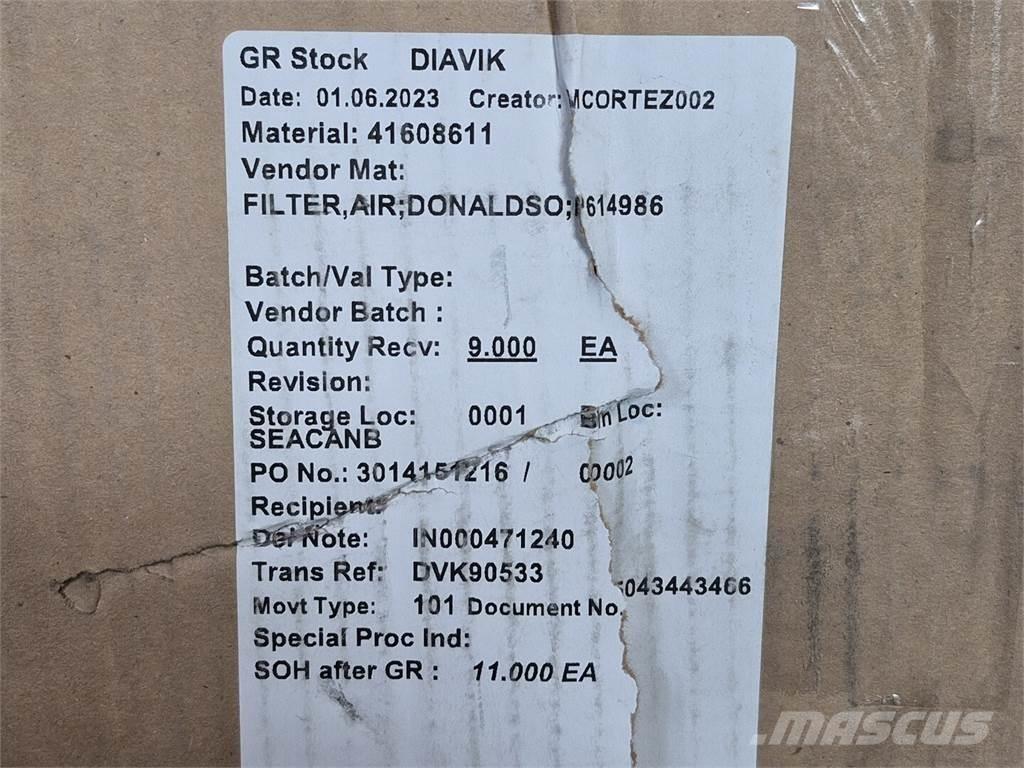 GR Stock DIAVIK
Date: 01.06.2023 Creator:MCORTEZ002
Material: 41608611
Vendor Mat:
FILTER,AIR;DONALDSO;P614986
Batch/Val Type:
Vendor Batch :
Quantity Recv: 9.000 EA
Revision:
Storage Loc: 0001 Bin Loc:
SEACANB
PO No.: 3014151216 / 00002
Recipient:
Del Note: IN000471240
Trans Ref: DVK90533
Movt Type: 101 Document No. 5043443466
Special Proc Ind:
SOH after GR : 11.000 EA
MASCUS